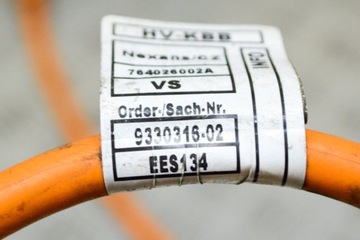 HV-KBB
Nexans/Cz
764026002A
VS
Order-/Sach-Nr.
9330316-02
EES134